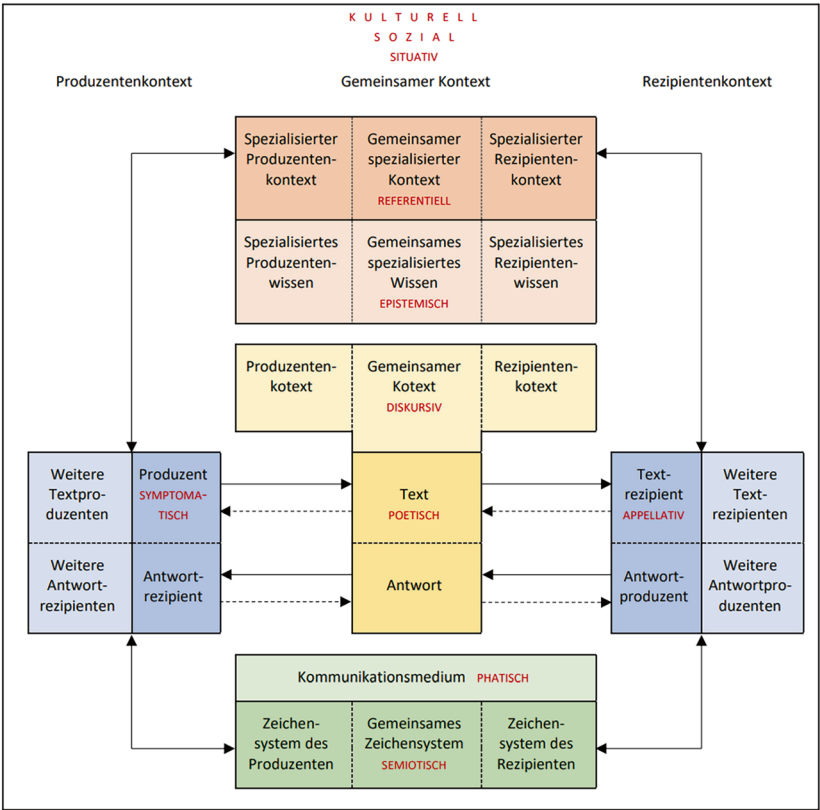 K U L T U R E L L
S O Z I A L
SITUATIV
Produzentenkontext
Gemeinsamer Kontext
Rezipientenkontext
Spezialisierter
Produzenten-
kontext
Gemeinsamer
spezialisierter
Kontext
REFERENTIELL
Spezialisierter
Rezipienten-
kontext
Spezialisiertes
Produzenten-
wissen
Gemeinsames
spezialisiertes
Wissen
EPISTEMISCH
Spezialisiertes
Rezipienten-
wissen
Produzenten-
kotext
Gemeinsamer
Kotext
DISKURSIV
Rezipienten-
kotext
Weitere
Textpro-
duzenten
Produzent
SYMPTOMA-
TISCH
Text
POETISCH
Text-
rezipient
APPELLATIV
Weitere
Text-
rezipienten
Weitere
Antwort-
rezipienten
Antwort-
rezipient
Antwort
Antwort-
produzent
Weitere
Antwortpro-
duzenten
Kommunikationsmedium PHATISCH
Zeichen-
system des
Produzenten
Gemeinsames
Zeichensystem
SEMIOTISCH
Zeichen-
system des
Rezipienten